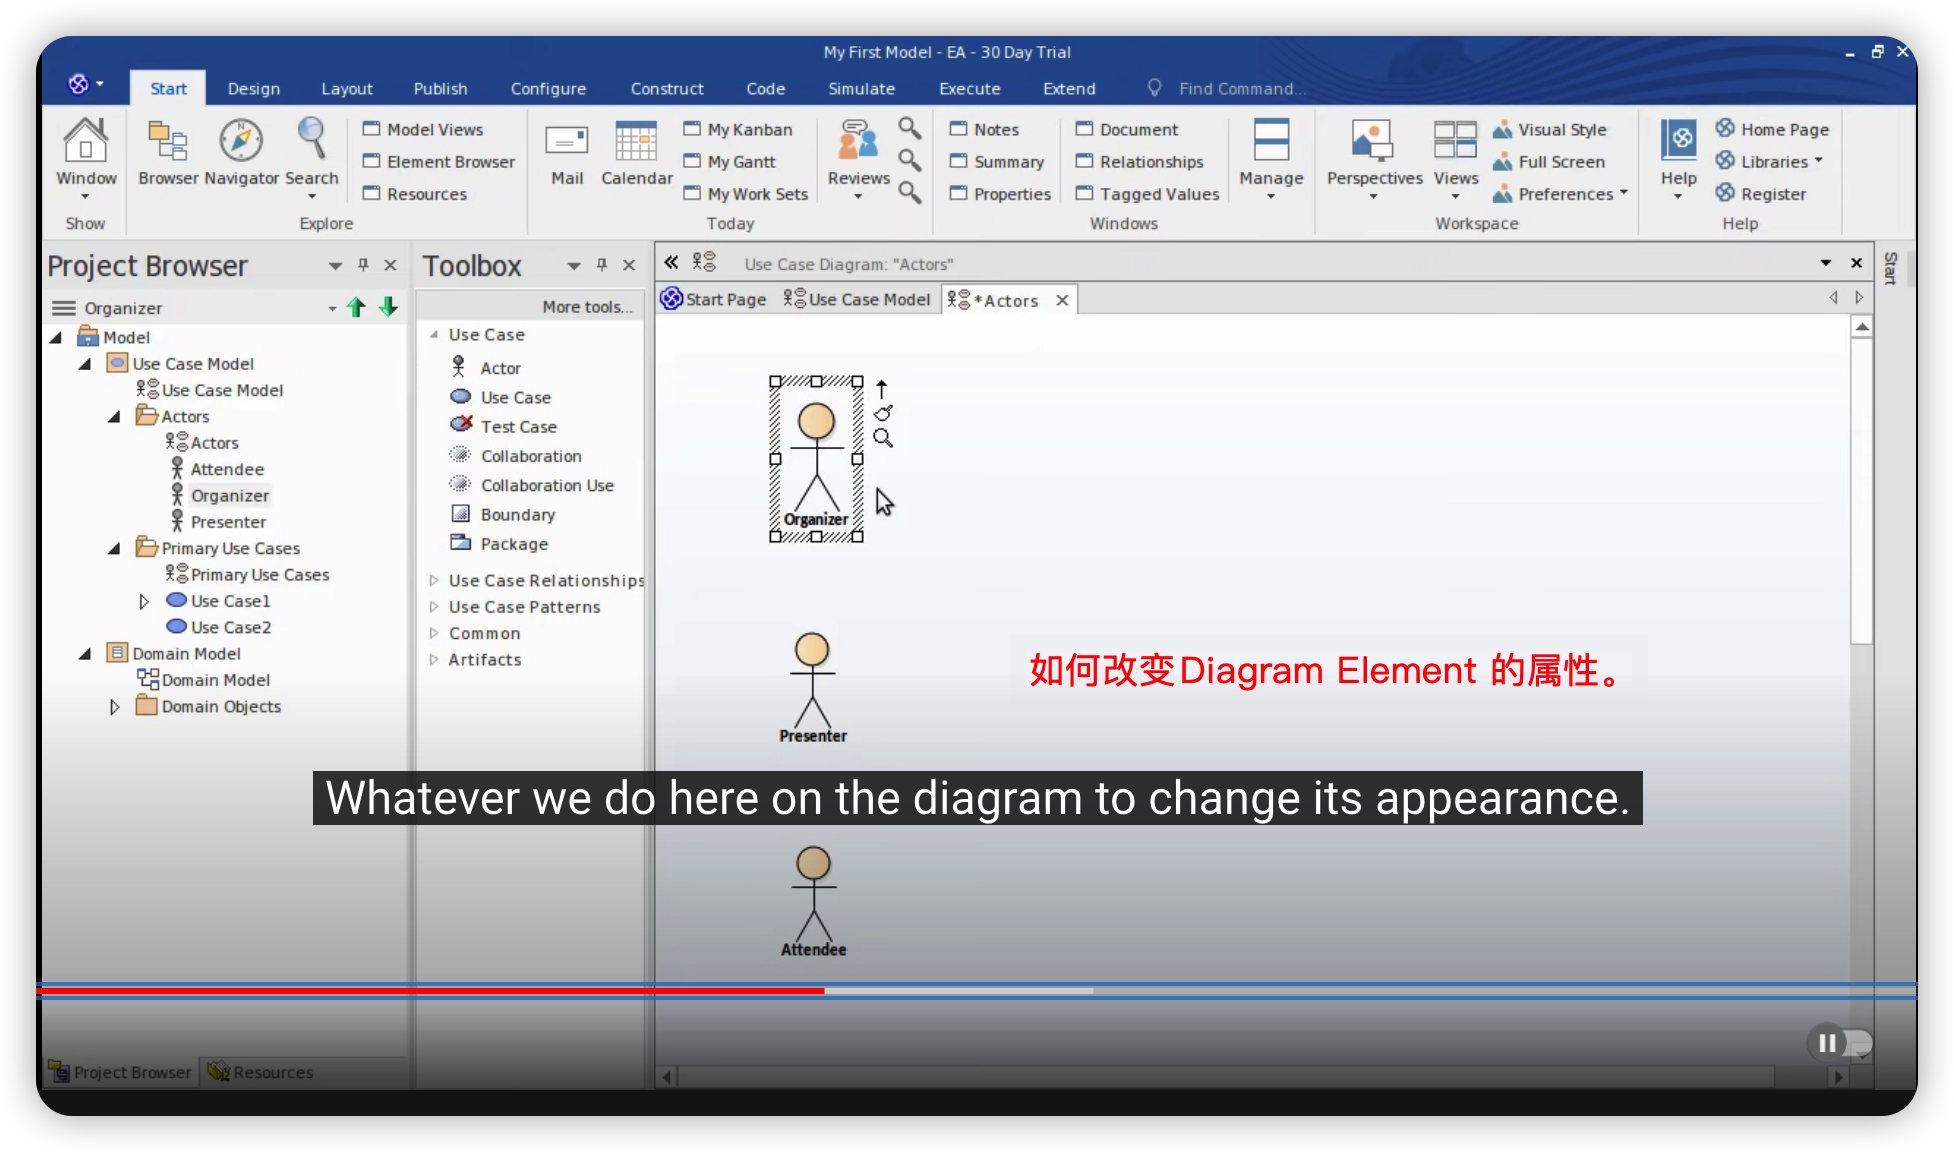 My First Model - EA - 30 Day Trial
Start Design Layout Publish Configure Construct Code Simulate Execute Extend Find Command...
Window
Show
Browser Navigator Search
Model Views
Element Browser
Resources
Explore
Mail Calendar
My Kanban
My Gantt
My Work Sets
Reviews
Today
Notes
Summary
Properties
Document
Relationships
Tagged Values
Manage
Windows
Perspectives Views
Visual Style
Full Screen
Preferences
Workspace
Help
Home Page
Libraries
Register
Help
Project Browser
Organizer
Model
Use Case Model
Use Case Model
Actors
Actors
Attendee
Organizer
Presenter
Primary Use Cases
Primary Use Cases
Use Case1
Use Case2
Domain Model
Domain Model
Domain Objects
Project Browser Resources
Toolbox
More tools...
Use Case
Actor
Use Case
Test Case
Collaboration
Collaboration Use
Boundary
Package
Use Case Relationships
Use Case Patterns
Common
Artifacts
Use Case Diagram: "Actors"
Start Page Use Case Model *Actors
Start
Organizer
Presenter
Attendee
如何改变Diagram Element 的属性。
Whatever we do here on the diagram to change its appearance.